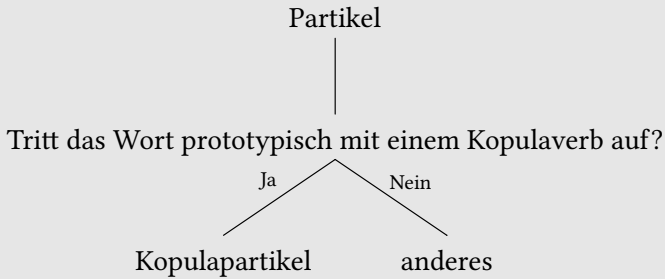 Partikel
Tritt das Wort prototypisch mit einem Kopulaverb auf?
Ja Nein
Kopulapartikel anderes